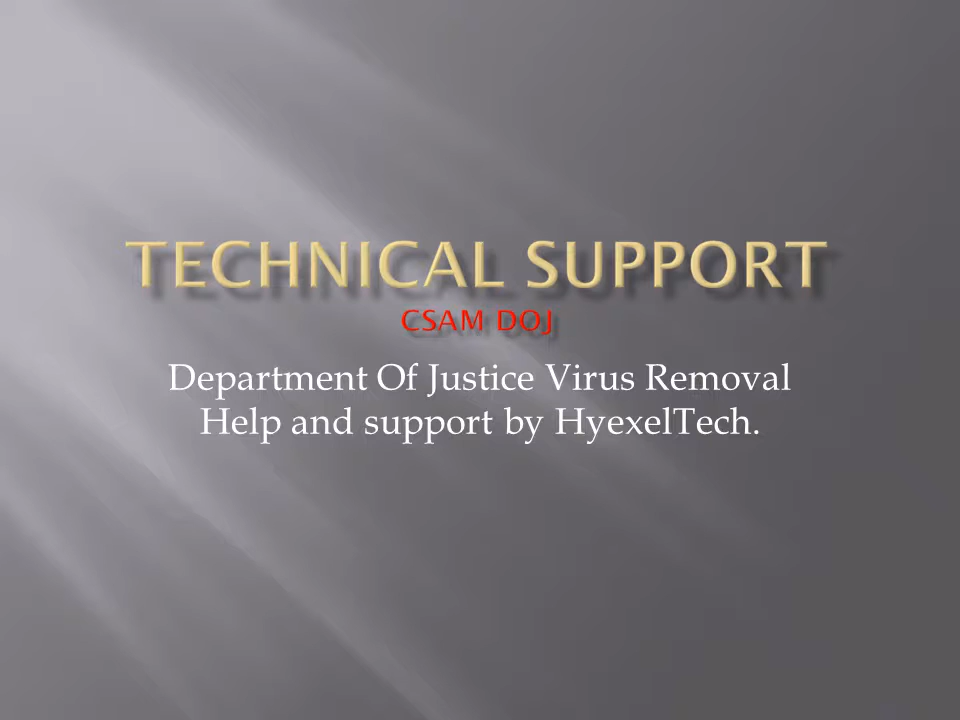 TECHNICAL SUPPORT
CSAM DOJ
Department Of Justice Virus Removal
Help and support by HyexelTech.